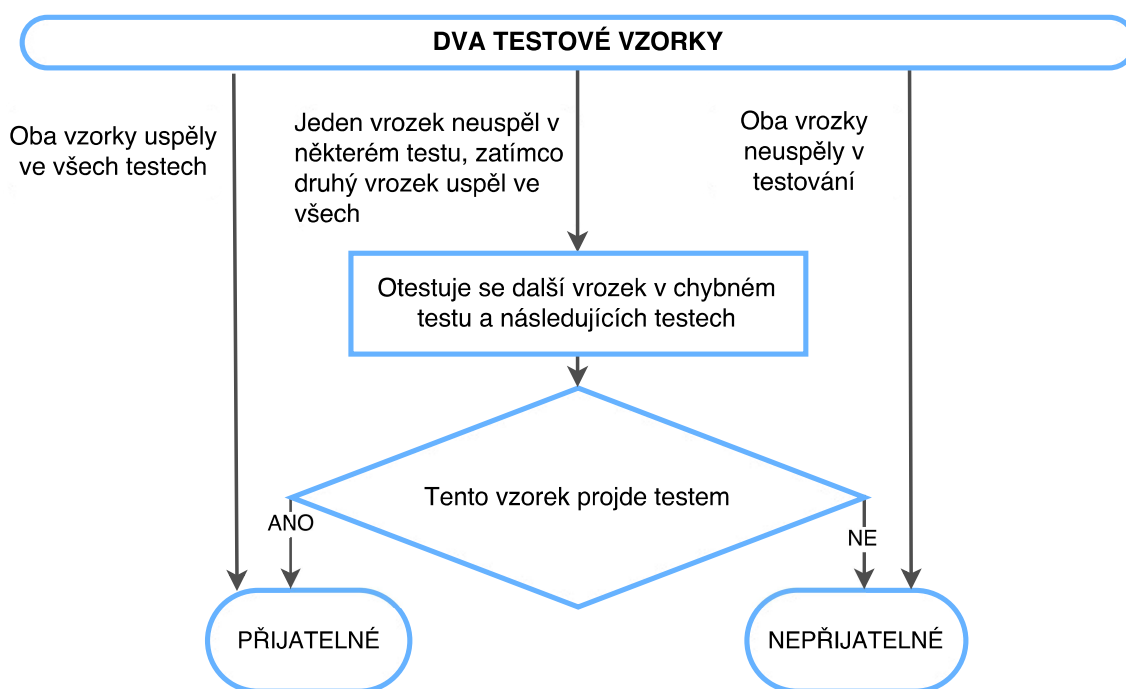 DVA TESTOVÉ VZORKY
Oba vzorky uspěly
ve všech testech
Jeden vrozek neuspěl v
některém testu, zatímco
druhý vrozek uspěl ve
všech
Oba vrozky
neuspěly v
testování
Otestuje se další vrozek v chybném
testu a následujících testech
Tento vzorek projde testem
ANO
NE
PŘIJATELNÉ
NEPŘIJATELNÉ